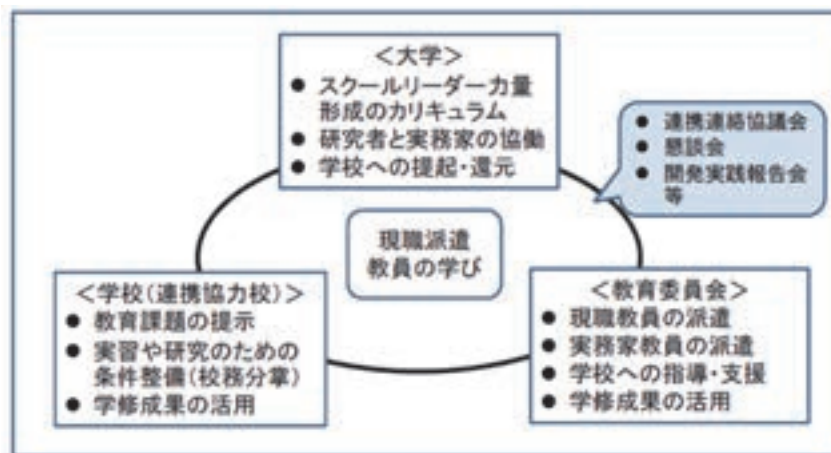 ＜大学＞
● スクールリーダー力量
形成のカリキュラム
● 研究者と実務家の協働
● 学校への提起・還元
● 連携連絡協議会
● 懇談会
● 開発実践報告会
等
現職派遣
教員の学び
＜学校(連携協力校)＞
● 教育課題の提示
● 実習や研究のための
条件整備(校務分掌)
● 学修成果の活用
＜教育委員会＞
● 現職教員の派遣
● 実務家教員の派遣
● 学校への指導・支援
● 学修成果の活用